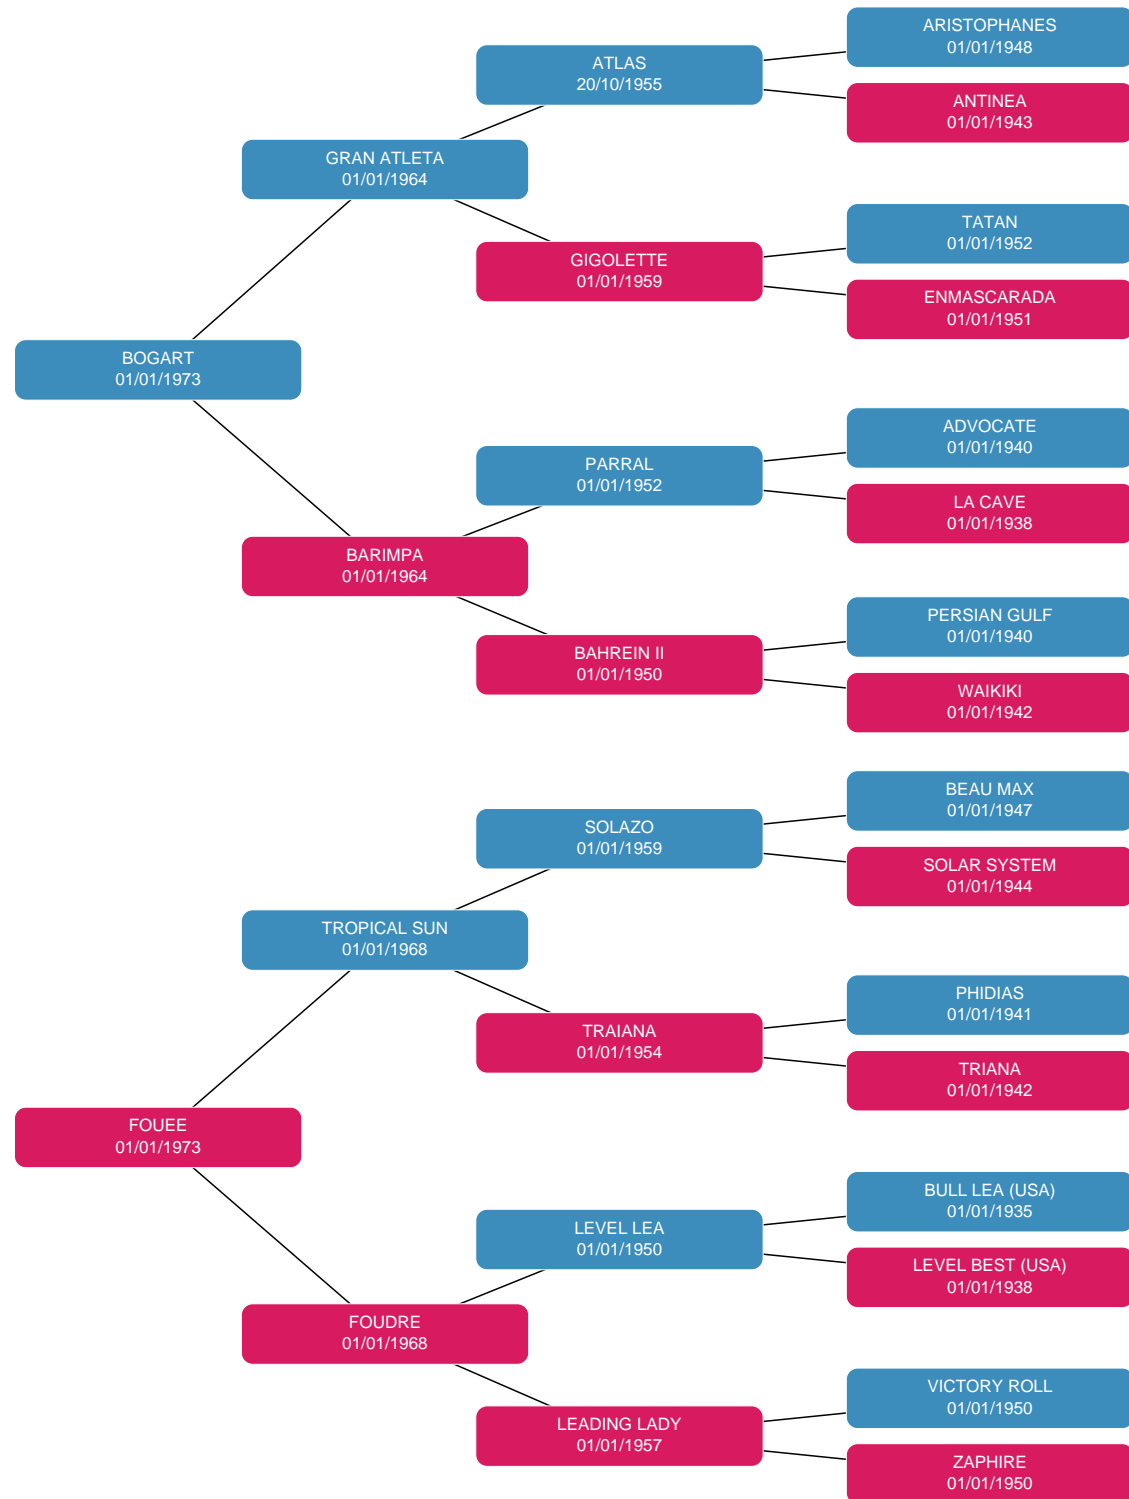 ARISTOPHANES
01/01/1948
ATLAS
20/10/1955
ANTINEA
01/01/1943
GRAN ATLETA
01/01/1964
TATAN
01/01/1952
GIGOLETTE
01/01/1959
ENMASCARADA
01/01/1951
BOGART
01/01/1973
ADVOCATE
01/01/1940
PARRAL
01/01/1952
LA CAVE
01/01/1938
BARIMPA
01/01/1964
PERSIAN GULF
01/01/1940
BAHREIN II
01/01/1950
WAIKIKI
01/01/1942
BEAU MAX
01/01/1947
SOLAZO
01/01/1959
SOLAR SYSTEM
01/01/1944
TROPICAL SUN
01/01/1968
PHIDIAS
01/01/1941
TRAIANA
01/01/1954
TRIANA
01/01/1942
FOUEE
01/01/1973
BULL LEA (USA)
01/01/1935
LEVEL LEA
01/01/1950
LEVEL BEST (USA)
01/01/1938
FOUDRE
01/01/1968
VICTORY ROLL
01/01/1950
LEADING LADY
01/01/1957
ZAPHIRE
01/01/1950